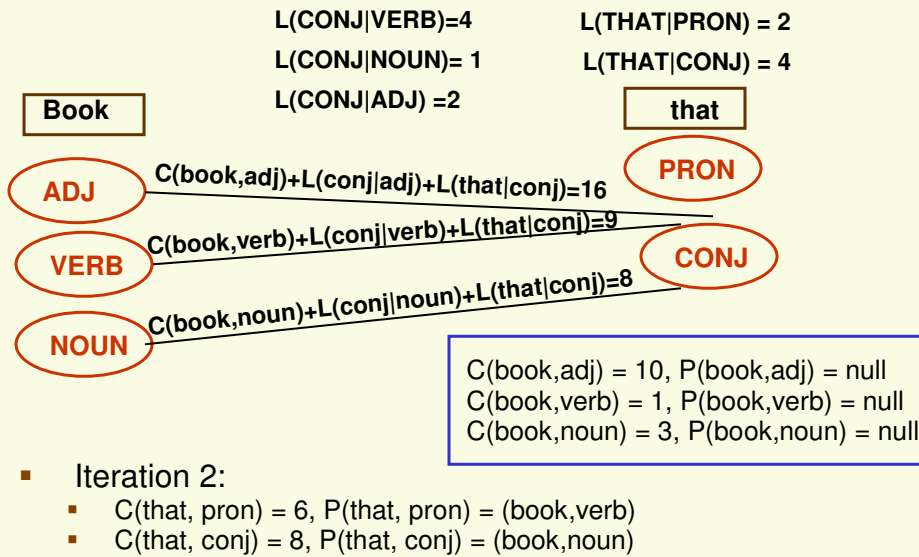 L(CONJ|VERB)=4
L(CONJ|NOUN)= 1
L(CONJ|ADJ) =2
L(THAT|PRON) = 2
L(THAT|CONJ) = 4
Book
that
ADJ
C(book,adj)+L(conj|adj)+L(that|conj)=16
PRON
VERB
C(book,verb)+L(conj|verb)+L(that|conj)=9
CONJ
NOUN
C(book,noun)+L(conj|noun)+L(that|conj)=8
C(book,adj) = 10, P(book,adj) = null
C(book,verb) = 1, P(book,verb) = null
C(book,noun) = 3, P(book,noun) = null
▪ Iteration 2:
▪ C(that, pron) = 6, P(that, pron) = (book,verb)
▪ C(that, conj) = 8, P(that, conj) = (book,noun)